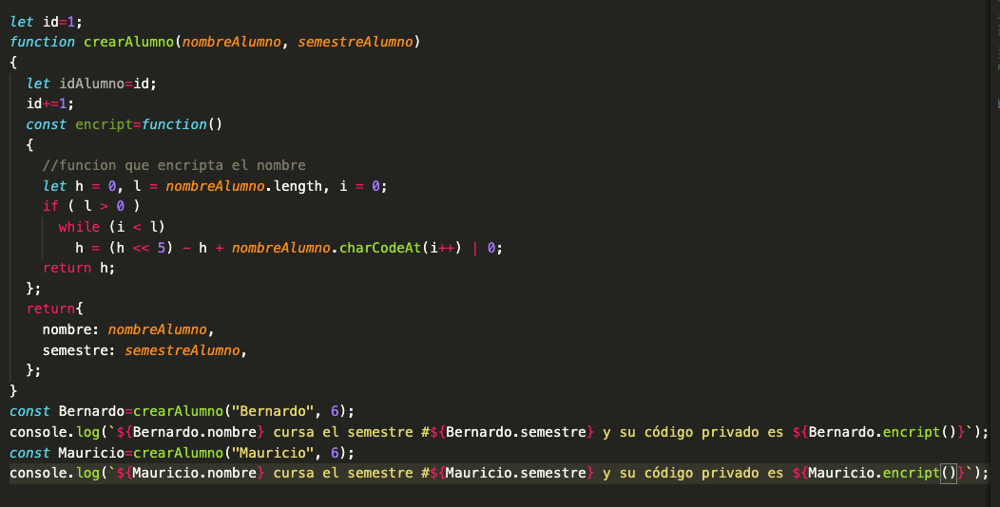 let id=1;
function crearAlumno(nombreAlumno, semestreAlumno)
{
let idAlumno=id;
id+=1;
const encript=function()
{
//funcion que encripta el nombre
let h = 0, l = nombreAlumno.length, i = 0;
if ( l > 0 )
while (i < l)
h = (h << 5) - h + nombreAlumno.charCodeAt(i++) | 0;
return h;
};
return{
nombre: nombreAlumno,
semestre: semestreAlumno,
};
}
const Bernardo=crearAlumno("Bernardo", 6);
console.log(`${Bernardo.nombre} cursa el semestre #${Bernardo.semestre} y su código privado es ${Bernardo.encript()}`);
const Mauricio=crearAlumno("Mauricio", 6);
console.log(`${Mauricio.nombre} cursa el semestre #${Mauricio.semestre} y su código privado es ${Mauricio.encript()}`);